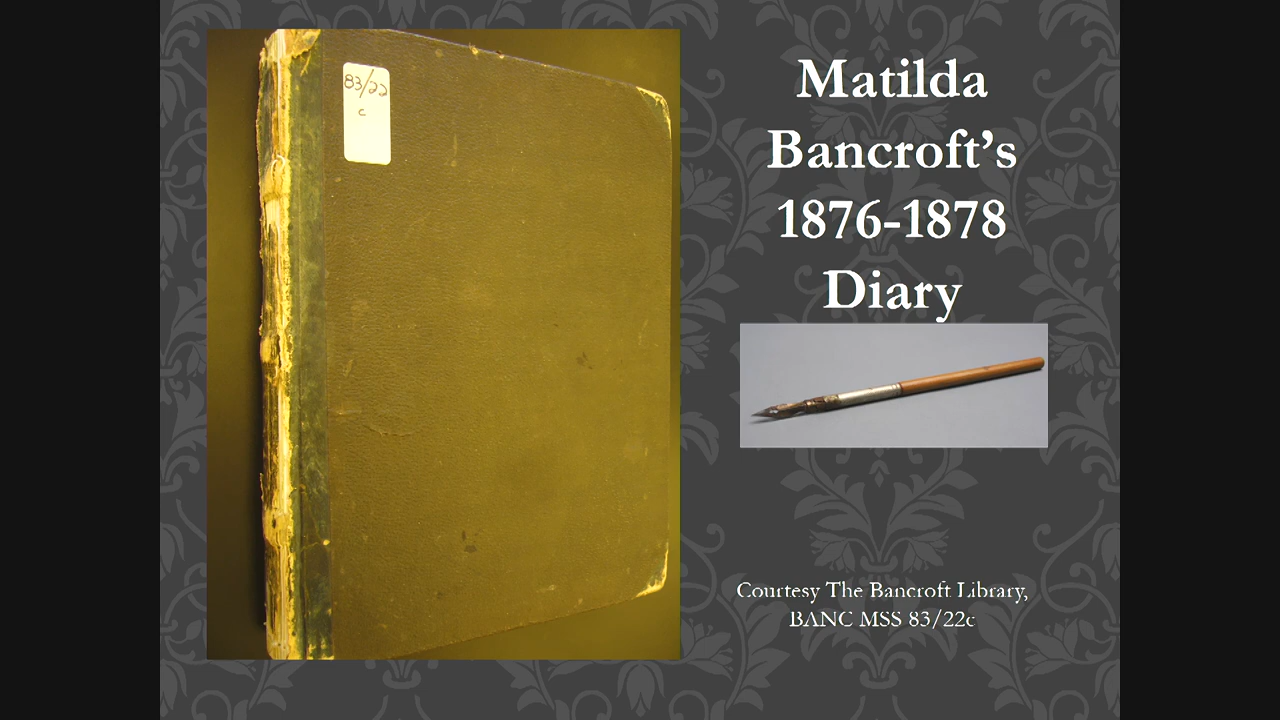 83/22
c
Matilda
Bancroft’s
1876-1878
Diary
Courtesy The Bancroft Library,
BANC MSS 83/22c